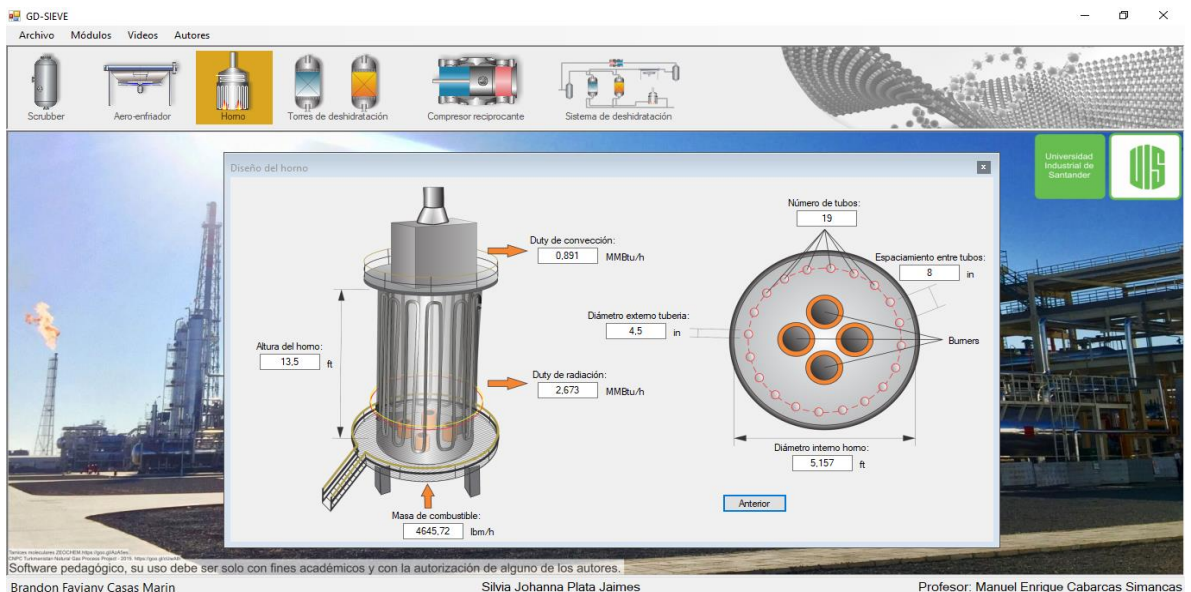 GD-SIEVE
Archivo Módulos Videos Autores
Scrubber Aero-enfriador Horno Torres de deshidratación Compresor reciprocante Sistema de deshidratación
Universidad
Industrial de
Santander
UIS
Diseño del horno
Duty de convección:
0,891 MMBtu/h
Altura del horno:
13,5 ft
Duty de radiación:
2,673 MMBtu/h
Masa de combustible:
4645,72 lbm/h
Número de tubos:
19
Espaciamiento entre tubos:
8 in
Diámetro externo tuberia:
4,5 in
Burners
Diámetro interno horno:
5,157 ft
Anterior
Software pedagógico, su uso debe ser solo con fines académicos y con la autorización de alguno de los autores.
Brandon Faviany Casas Marin Silvia Johanna Plata Jaimes Profesor: Manuel Enrique Cabarcas Simancas